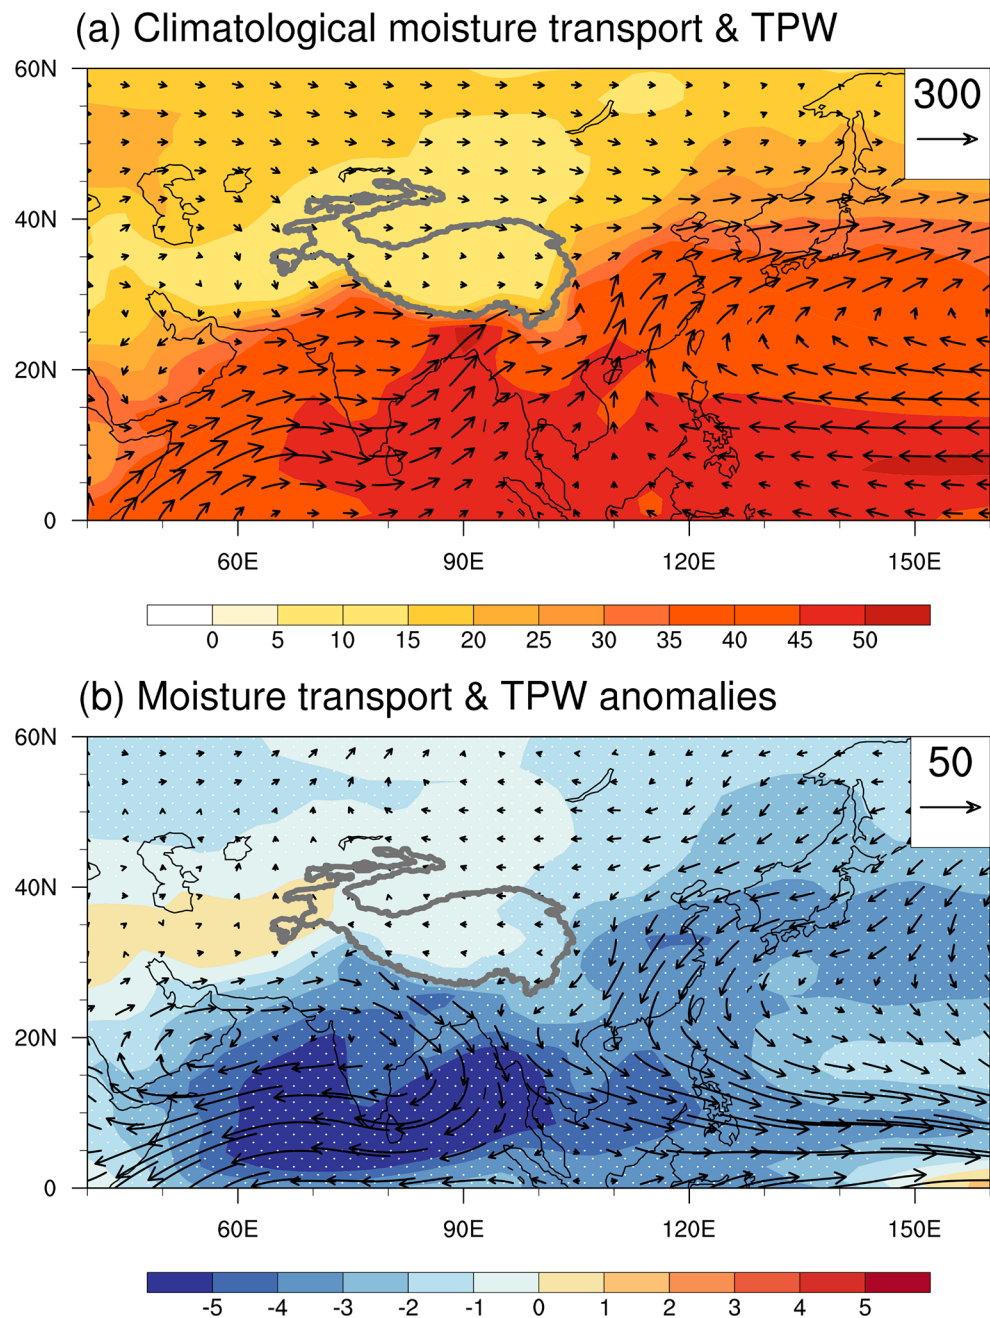 (a) Climatological moisture transport & TPW
60N
300
40N
20N
0
60E 90E 120E 150E
0 5 10 15 20 25 30 35 40 45 50
(b) Moisture transport & TPW anomalies
60N
50
40N
20N
0
60E 90E 120E 150E
-5 -4 -3 -2 -1 0 1 2 3 4 5